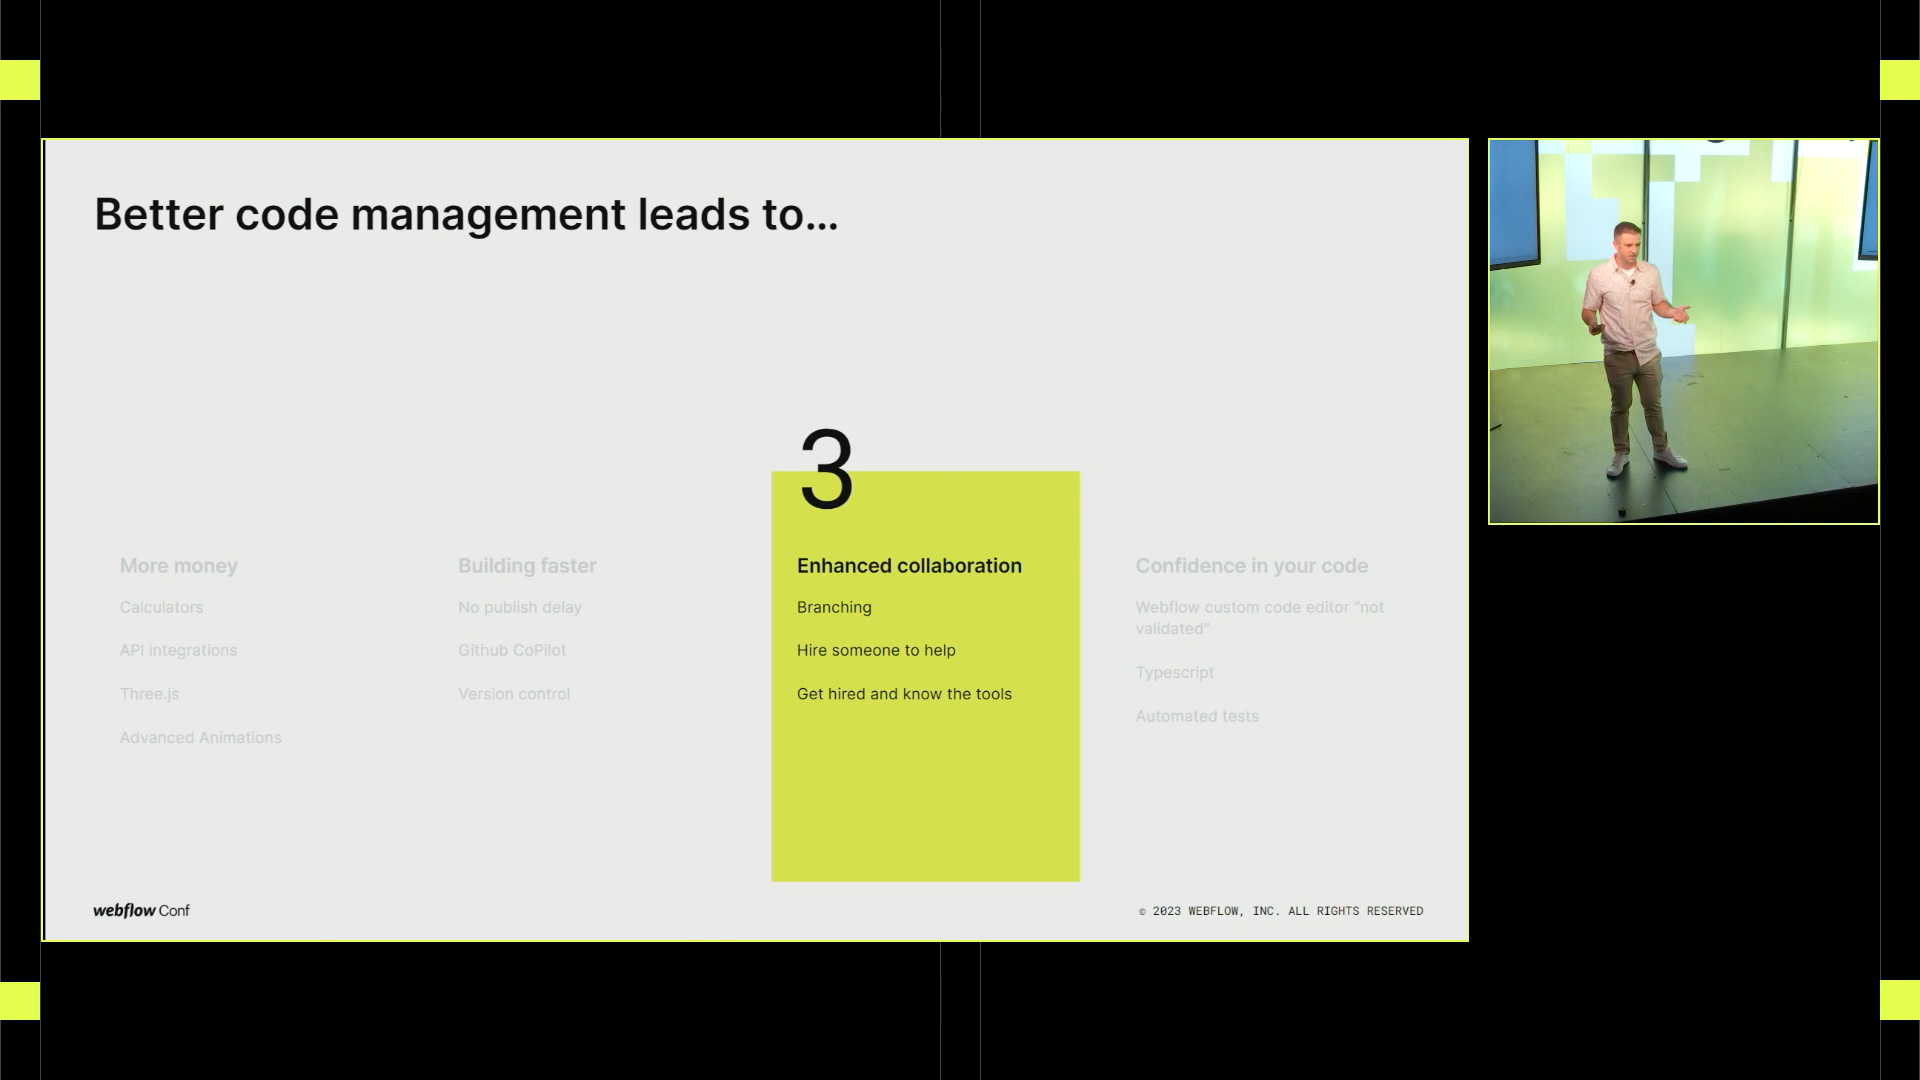 Better code management leads to...
More money
Calculators
API integrations
Three.js
Advanced Animations
Building faster
No publish delay
Github CoPilot
Version control
3
Enhanced collaboration
Branching
Hire someone to help
Get hired and know the tools
Confidence in your code
Webflow custom code editor “not
validated”
Typescript
Automated tests
webflow Conf
© 2023 WEBFLOW, INC. ALL RIGHTS RESERVED